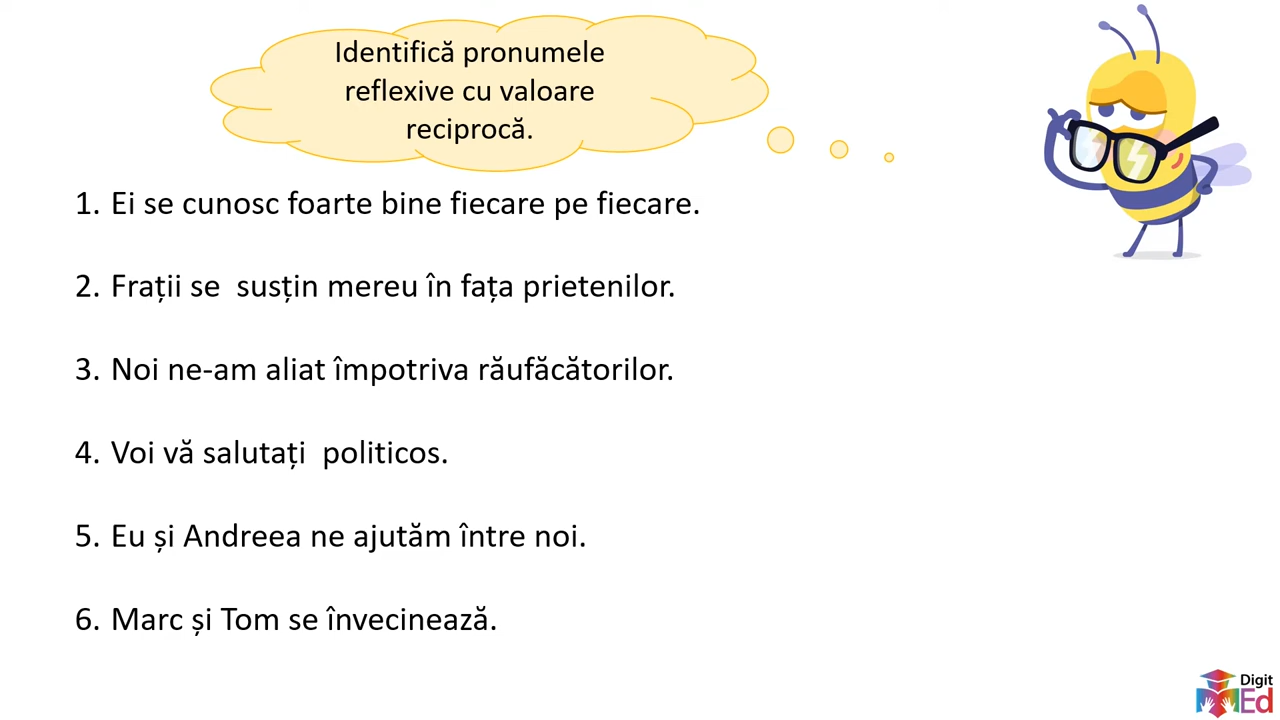 Identifică pronumele
reflexive cu valoare
reciprocă.
1. Ei se cunosc foarte bine fiecare pe fiecare.
2. Frații se  susțin mereu în fața prietenilor.
3. Noi ne-am aliat împotriva răufăcătorilor.
4. Voi vă salutați  politicos.
5. Eu și Andreea ne ajutăm între noi.
6. Marc și Tom se învecinează.
Digit
Ed